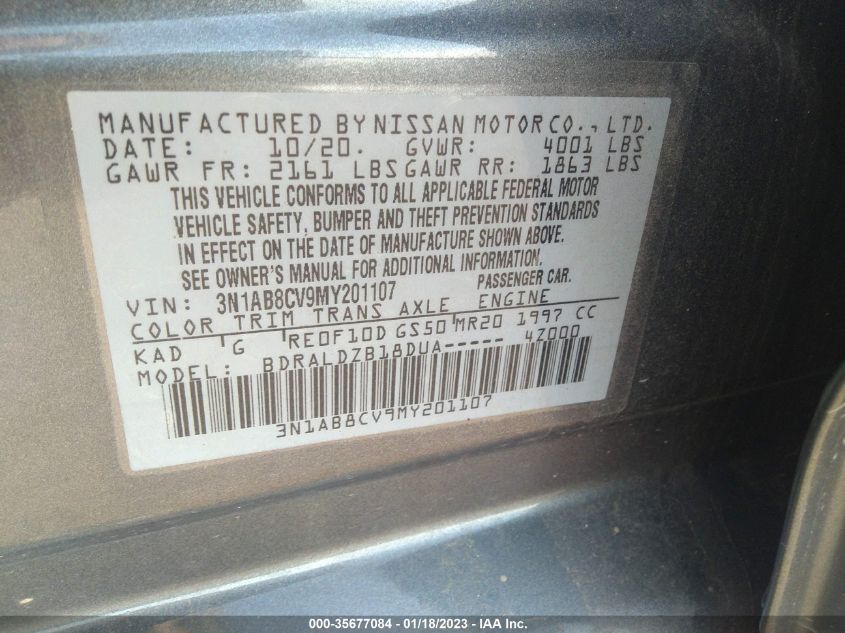 MANUFACTURED BY NISSAN MOTOR CO., LTD.
DATE: 10/20. GVWR: 4001 LBS
GAWR FR: 2161 LBS GAWR RR: 1863 LBS
THIS VEHICLE CONFORMS TO ALL APPLICABLE FEDERAL MOTOR
VEHICLE SAFETY, BUMPER AND THEFT PREVENTION STANDARDS
IN EFFECT ON THE DATE OF MANUFACTURE SHOWN ABOVE.
SEE OWNER'S MANUAL FOR ADDITIONAL INFORMATION.
VIN: 3N1AB8CV9MY201107 PASSENGER CAR.
COLOR TRIM TRANS AXLE ENGINE
KAD G RE0F10D GS50 MR20 1997 CC
MODEL: BDRALDZB18DUA----- 4Z000
3N1AB8CV9MY201107
000-35677084 - 01/18/2023 - IAA Inc.